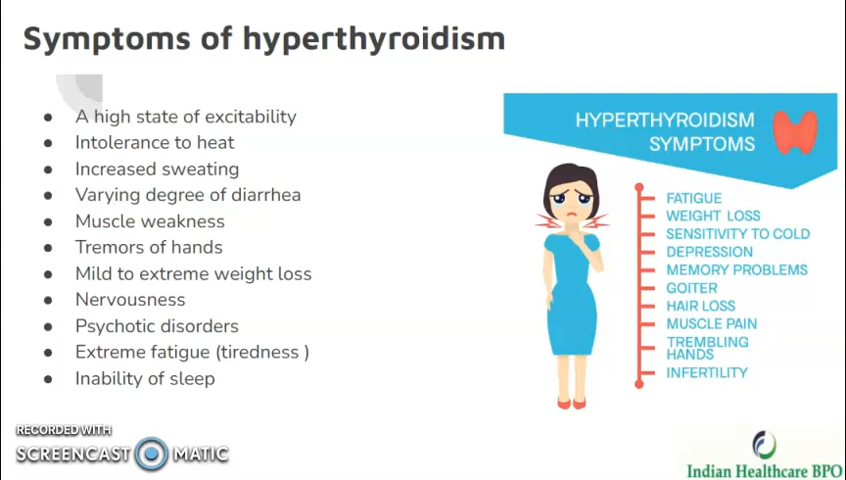 Symptoms of hyperthyroidism
● A high state of excitability
● Intolerance to heat
● Increased sweating
● Varying degree of diarrhea
● Muscle weakness
● Tremors of hands
● Mild to extreme weight loss
● Nervousness
● Psychotic disorders
● Extreme fatigue (tiredness )
● Inability of sleep
HYPERTHYROIDISM
SYMPTOMS
FATIGUE
WEIGHT LOSS
SENSITIVITY TO COLD
DEPRESSION
MEMORY PROBLEMS
GOITER
HAIR LOSS
MUSCLE PAIN
TREMBLING
HANDS
INFERTILITY
RECORDED WITH
SCREENCAST MATIC
Indian Healthcare BPO